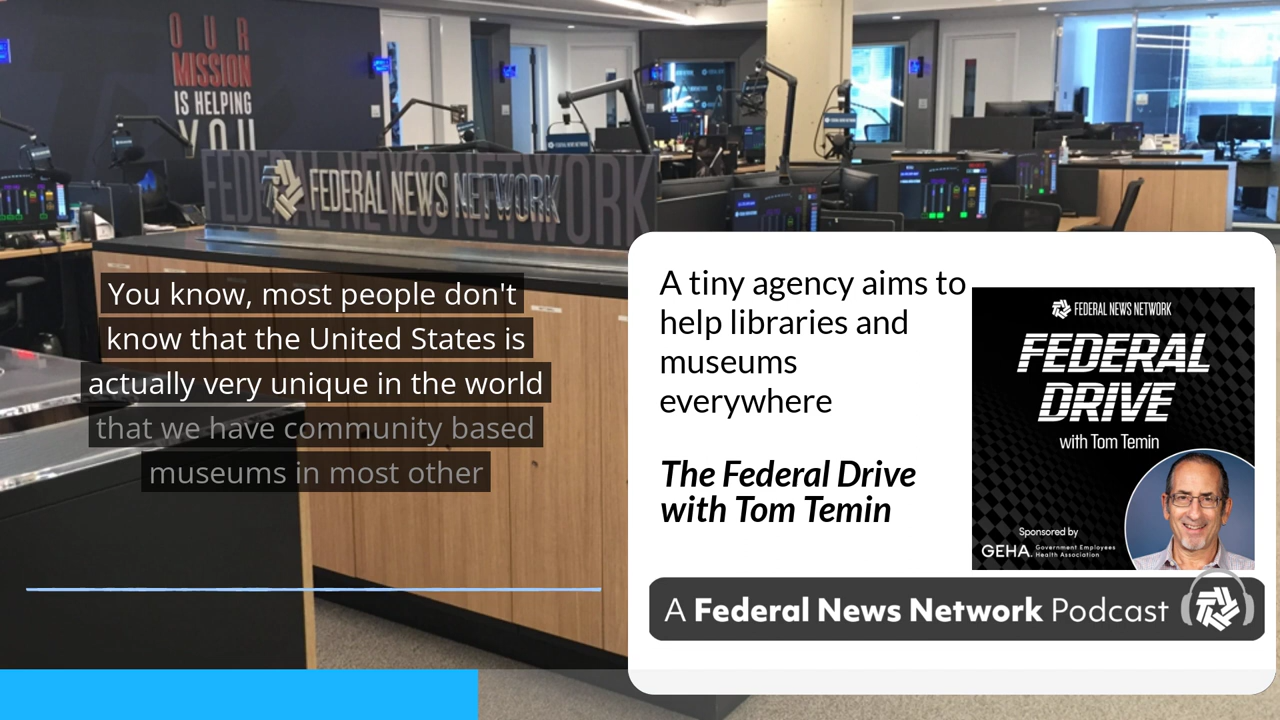 OUR
MISSION
IS HELPING
YOU
FEDERAL NEWS NETWORK
FEDERAL NEWS NETWORK
You know, most people don't
know that the United States is
actually very unique in the world
that we have community based
museums in most other
A tiny agency aims to
help libraries and
museums
everywhere
The Federal Drive
with Tom Temin
FEDERAL NEWS NETWORK
FEDERAL
DRIVE
with Tom Temin
Sponsored by
GEHA. Government Employees
Health Association
A Federal News Network Podcast